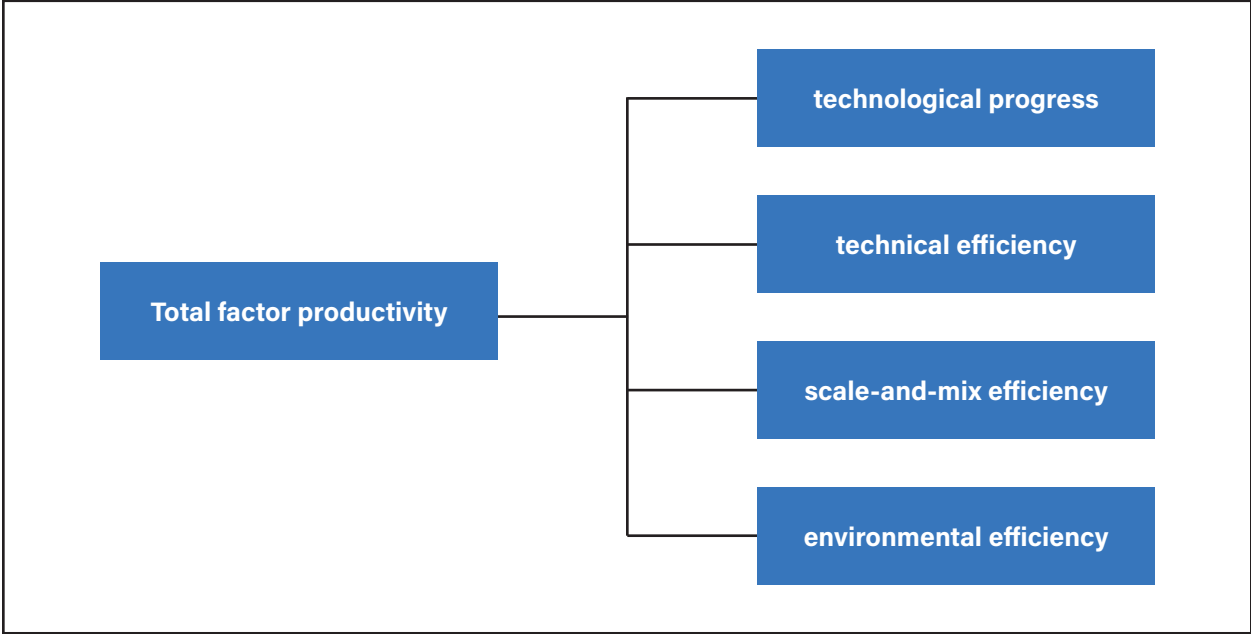 Total factor productivity
technological progress
technical efficiency
scale-and-mix efficiency
environmental efficiency